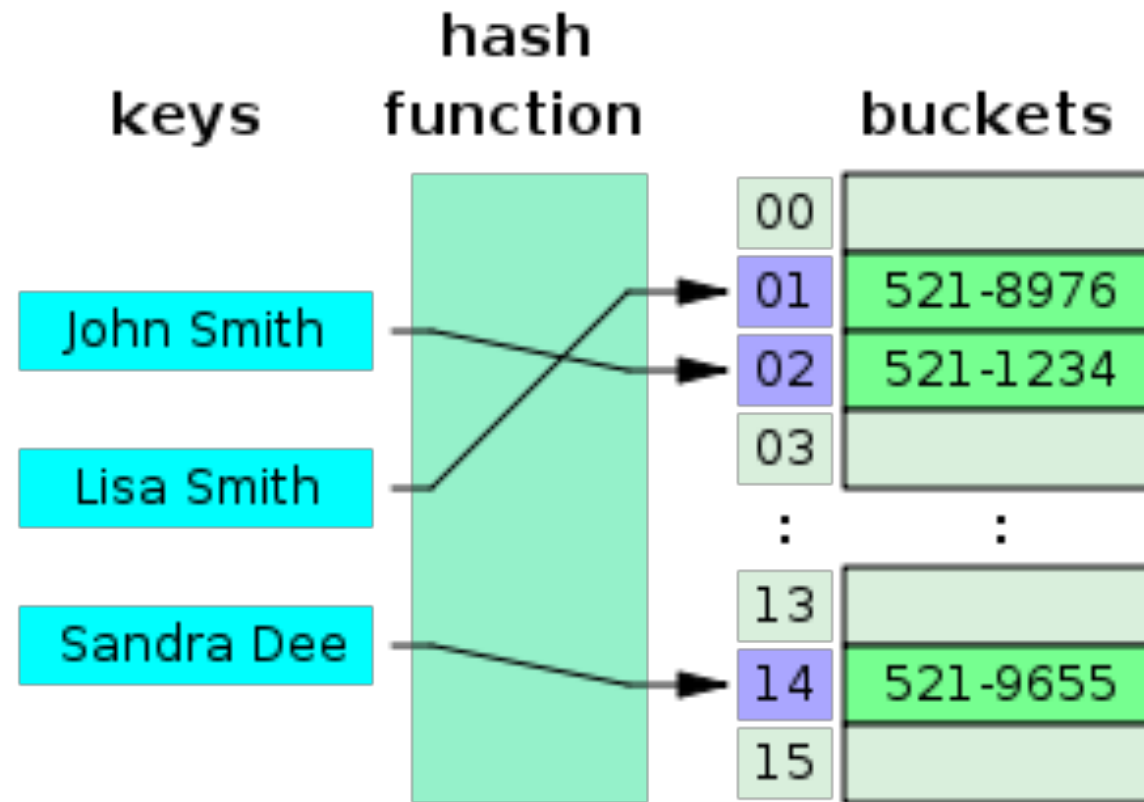 hash
keys function buckets
00
01 521-8976
John Smith
02 521-1234
03
Lisa Smith
: :
13
Sandra Dee
14 521-9655
15